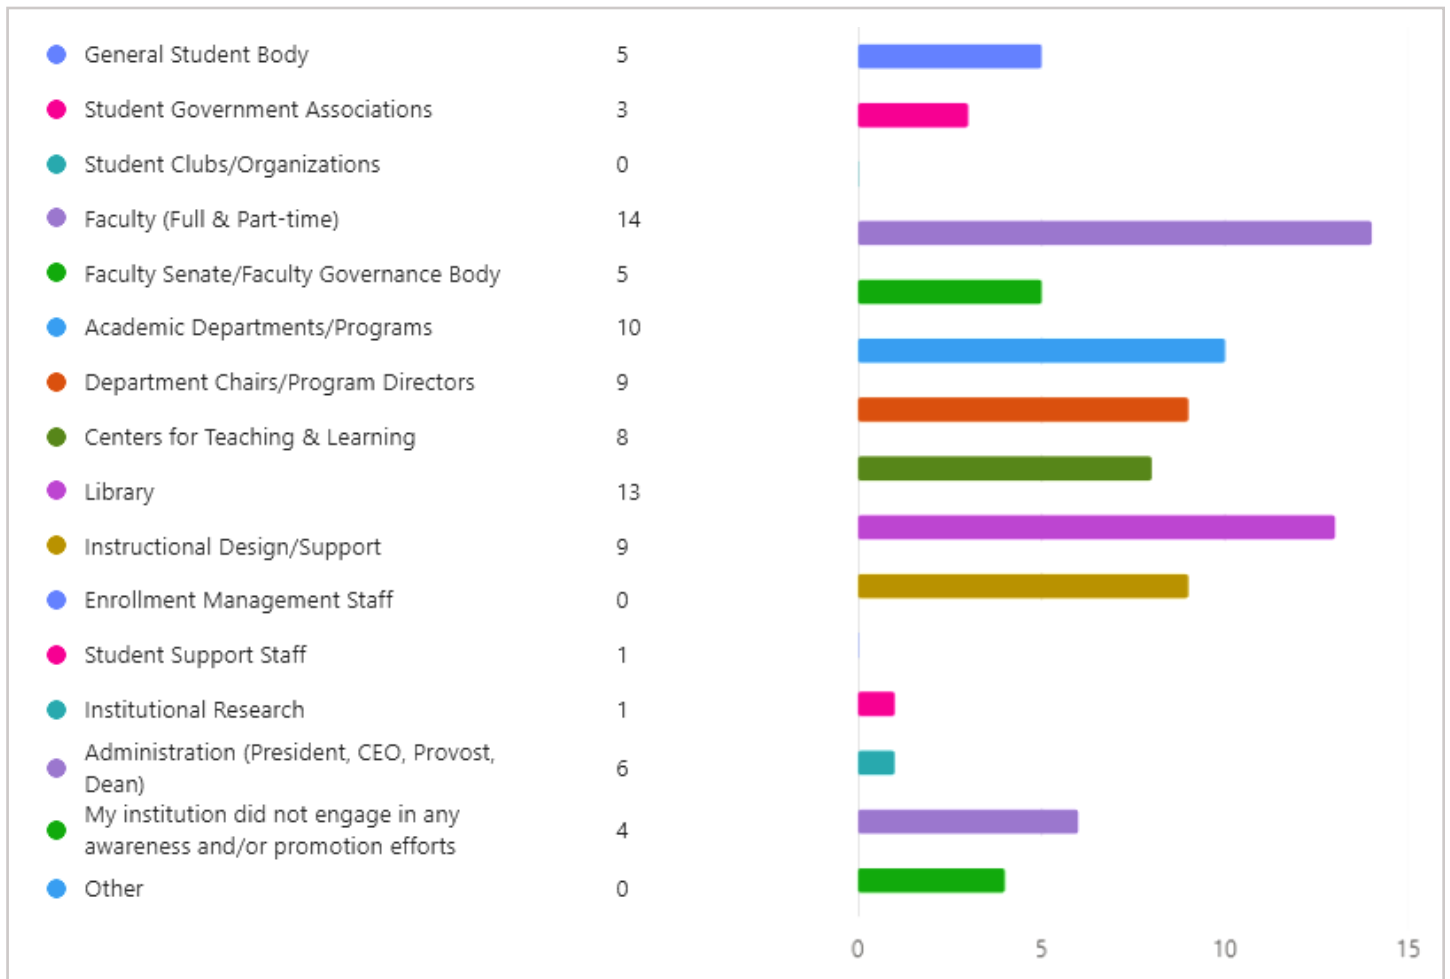 General Student Body 5
Student Government Associations 3
Student Clubs/Organizations 0
Faculty (Full & Part-time) 14
Faculty Senate/Faculty Governance Body 5
Academic Departments/Programs 10
Department Chairs/Program Directors 9
Centers for Teaching & Learning 8
Library 13
Instructional Design/Support 9
Enrollment Management Staff 0
Student Support Staff 1
Institutional Research 1
Administration (President, CEO, Provost,
Dean) 6
My institution did not engage in any
awareness and/or promotion efforts 4
Other 0
0 5 10 15